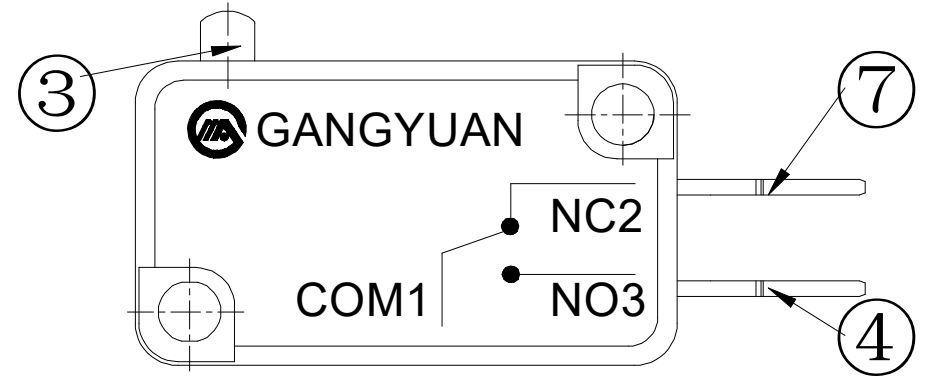 ③
⑦
GANGYUAN
NC2
COM1
NO3
④